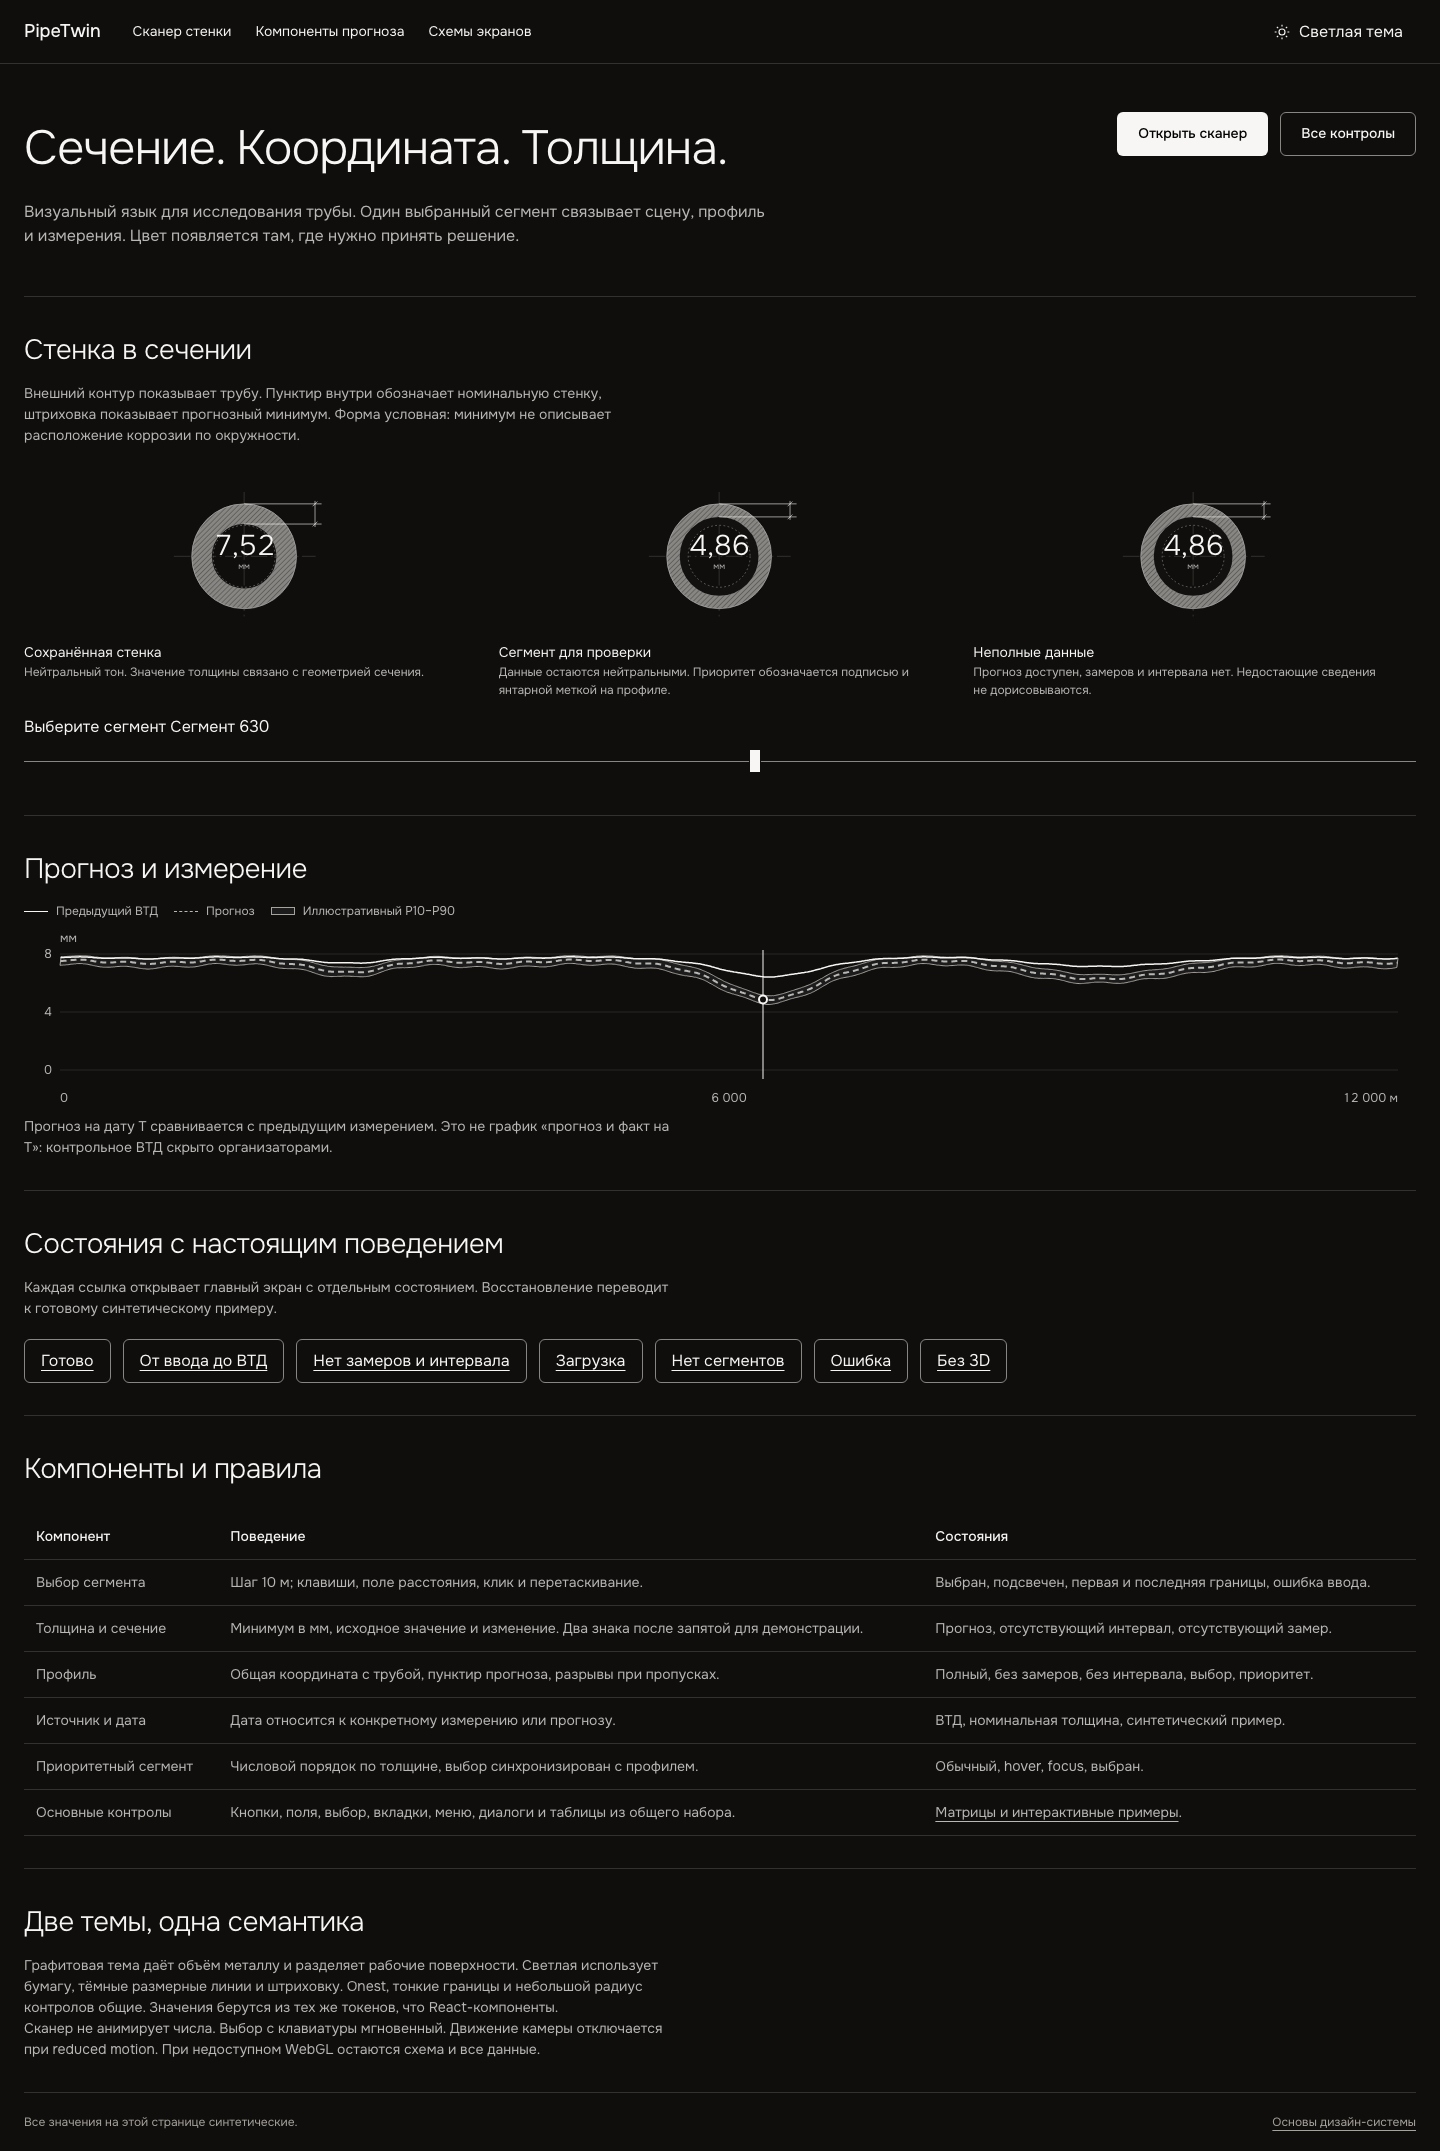 PipeTwin
Сканер стенки
Компоненты прогноза
Схемы экранов
Светлая тема
Сечение. Координата. Толщина.
Открыть сканер
Все контролы
Визуальный язык для исследования трубы. Один выбранный сегмент связывает сцену, профиль
и измерения. Цвет появляется там, где нужно принять решение.
Стенка в сечении
Внешний контур показывает трубу. Пунктир внутри обозначает номинальную стенку,
штриховка показывает прогнозный минимум. Форма условная: минимум не описывает
расположение коррозии по окружности.
7,52
мм
4,86
мм
4,86
мм
Сохранённая стенка
Нейтральный тон. Значение толщины связано с геометрией сечения.
Сегмент для проверки
Данные остаются нейтральными. Приоритет обозначается подписью и
янтарной меткой на профиле.
Неполные данные
Прогноз доступен, замеров и интервала нет. Недостающие сведения
не дорисовываются.
Выберите сегмент Сегмент 630
Прогноз и измерение
Предыдущий ВТД
Прогноз
Иллюстративный P10–P90
мм
8
4
0
0
6 000
12 000 м
Прогноз на дату T сравнивается с предыдущим измерением. Это не график «прогноз и факт на
T»: контрольное ВТД скрыто организаторами.
Состояния с настоящим поведением
Каждая ссылка открывает главный экран с отдельным состоянием. Восстановление переводит
к готовому синтетическому примеру.
Готово
От ввода до ВТД
Нет замеров и интервала
Загрузка
Нет сегментов
Ошибка
Без 3D
Компоненты и правила
Компонент
Поведение
Состояния
Выбор сегмента
Шаг 10 м; клавиши, поле расстояния, клик и перетаскивание.
Выбран, подсвечен, первая и последняя границы, ошибка ввода.
Толщина и сечение
Минимум в мм, исходное значение и изменение. Два знака после запятой для демонстрации.
Прогноз, отсутствующий интервал, отсутствующий замер.
Профиль
Общая координата с трубой, пунктир прогноза, разрывы при пропусках.
Полный, без замеров, без интервала, выбор, приоритет.
Источник и дата
Дата относится к конкретному измерению или прогнозу.
ВТД, номинальная толщина, синтетический пример.
Приоритетный сегмент
Числовой порядок по толщине, выбор синхронизирован с профилем.
Обычный, hover, focus, выбран.
Основные контролы
Кнопки, поля, выбор, вкладки, меню, диалоги и таблицы из общего набора.
Матрицы и интерактивные примеры.
Две темы, одна семантика
Графитовая тема даёт объём металлу и разделяет рабочие поверхности. Светлая использует
бумагу, тёмные размерные линии и штриховку. Onest, тонкие границы и небольшой радиус
контролов общие. Значения берутся из тех же токенов, что React-компоненты.
Сканер не анимирует числа. Выбор с клавиатуры мгновенный. Движение камеры отключается
при reduced motion. При недоступном WebGL остаются схема и все данные.
Все значения на этой странице синтетические.
Основы дизайн-системы